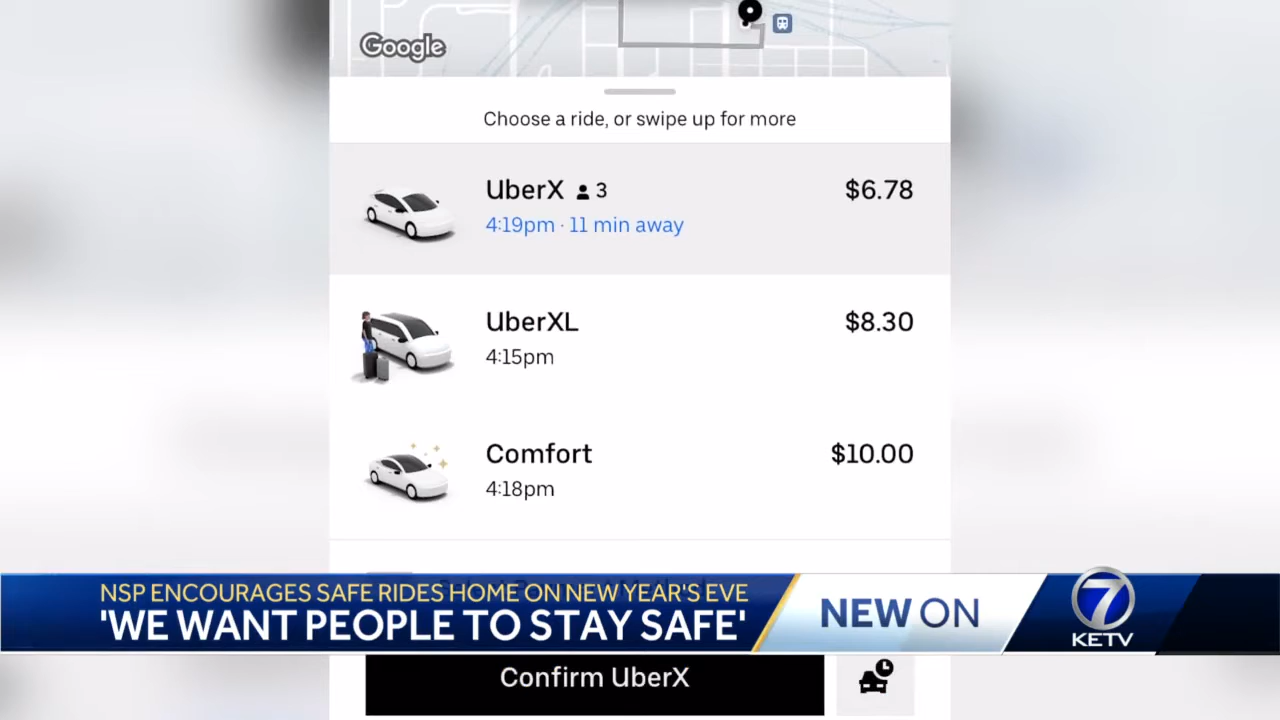 Google
Choose a ride, or swipe up for more
UberX 3
$6.78
4:19pm · 11 min away
UberXL
$8.30
4:15pm
Comfort
$10.00
4:18pm
NSP ENCOURAGES SAFE RIDES HOME ON NEW YEAR'S EVE
'WE WANT PEOPLE TO STAY SAFE'
NEW ON
7
KETV
Confirm UberX